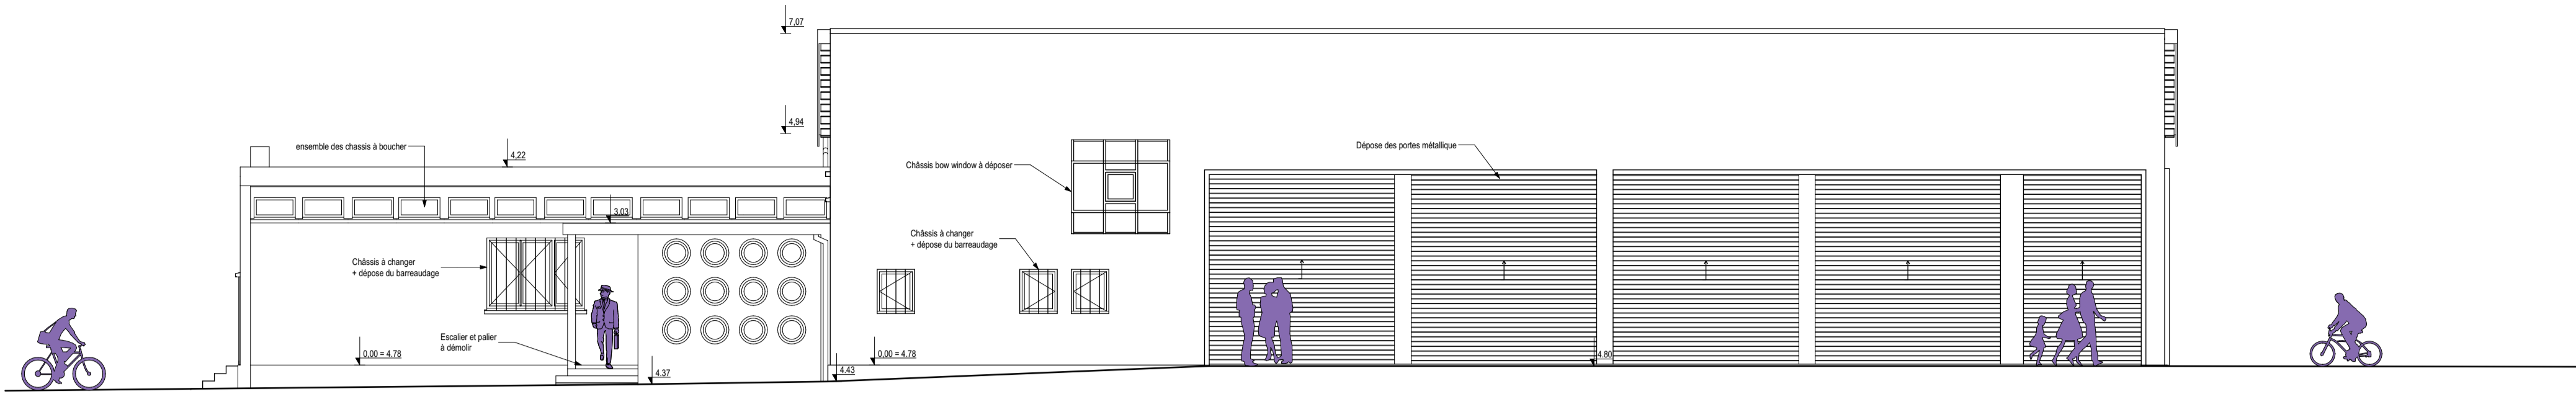 7,07
4,94
ensemble des chassis à boucher
4,22
Châssis bow window à déposer
Dépose des portes métallique
3,03
Châssis à changer
+ dépose du barreaudage
Châssis à changer
+ dépose du barreaudage
Escalier et palier
à démolir
0,00 = 4.78
0,00 = 4.78
4.80
4.37
4.43